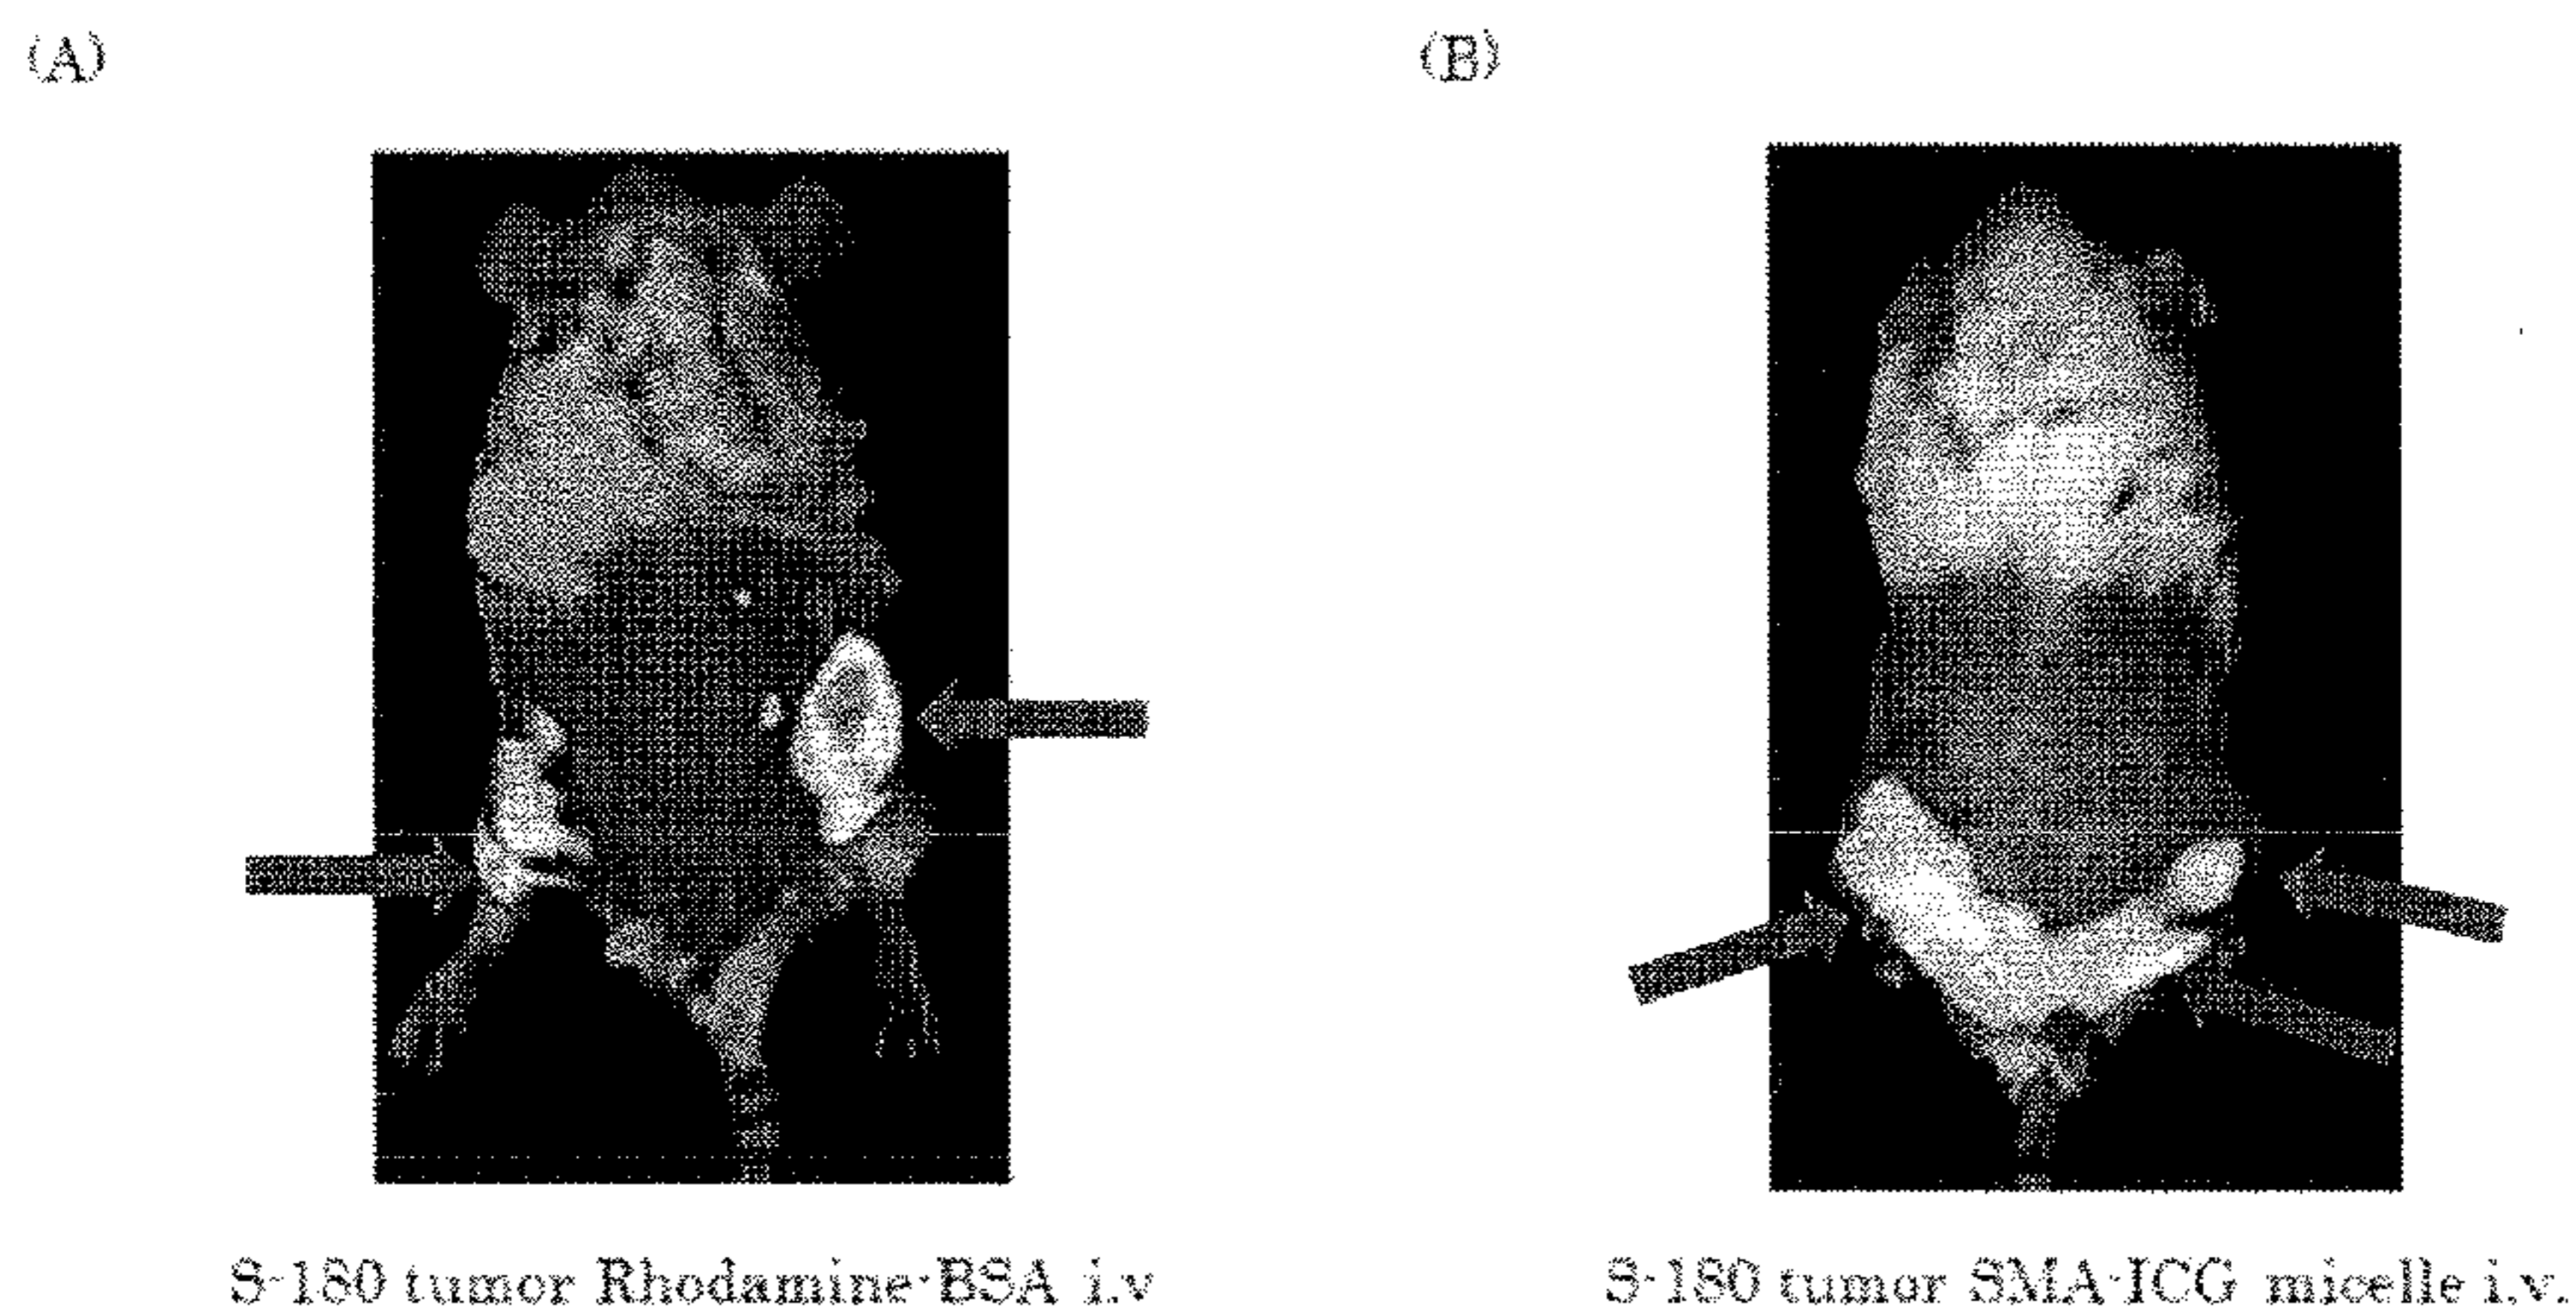 (A)
(B)
S-180 tumor Rhodamine-BSA i.v
S-180 tumor SMA-ICG micelle i.v.